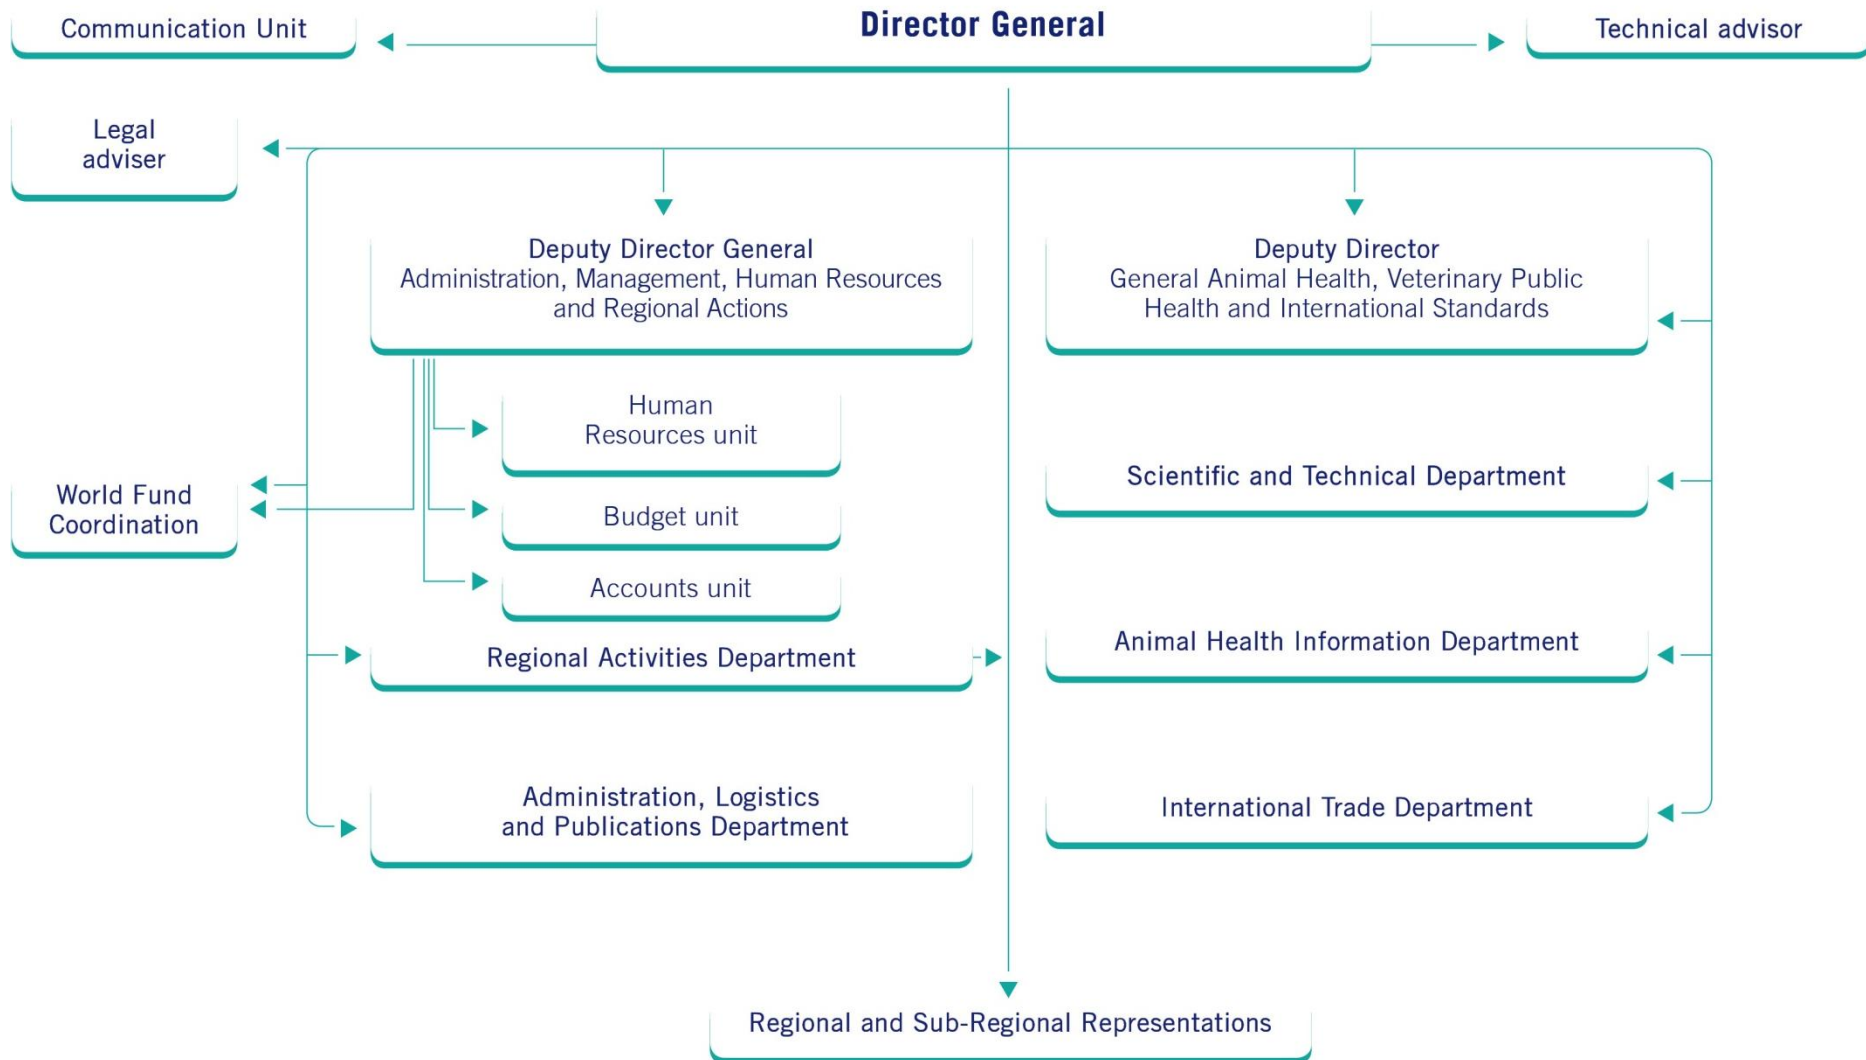 Communication Unit
Director General
Technical advisor
Legal
adviser
Deputy Director General
Administration, Management, Human Resources
and Regional Actions
Deputy Director
General Animal Health, Veterinary Public
Health and International Standards
Human
Resources unit
World Fund
Coordination
Budget unit
Accounts unit
Scientific and Technical Department
Regional Activities Department
Animal Health Information Department
Administration, Logistics
and Publications Department
International Trade Department
Regional and Sub-Regional Representations